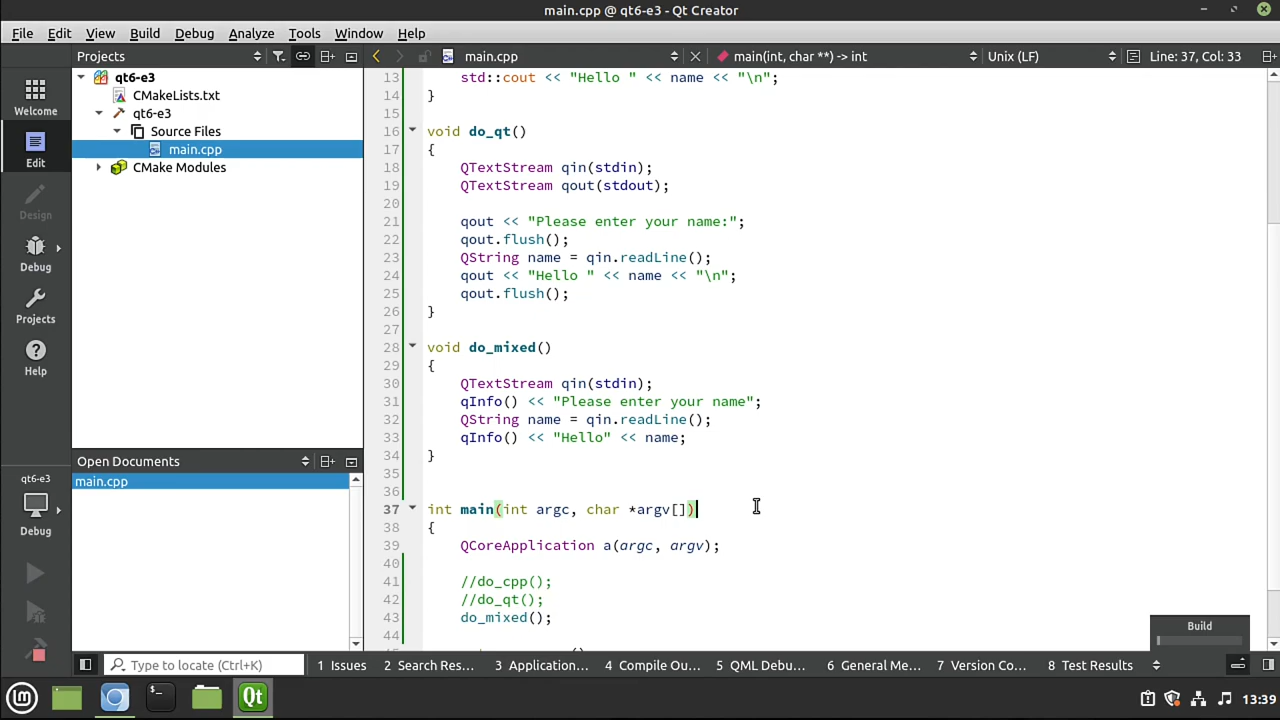 main.cpp @ qt6-e3 - Qt Creator
File Edit View Build Debug Analyze Tools Window Help
Projects main.cpp main(int, char **) -> int Unix (LF) Line: 37, Col: 33
Welcome
Edit
Design
Debug
Projects
Help
qt6-e3
Debug
qt6-e3
CMakeLists.txt
qt6-e3
Source Files
main.cpp
CMake Modules
Open Documents
main.cpp
13 std::cout << "Hello " << name << "\n";
14 }
15
16 void do_qt()
17 {
18 QTextStream qin(stdin);
19 QTextStream qout(stdout);
20
21 qout << "Please enter your name:";
22 qout.flush();
23 QString name = qin.readLine();
24 qout << "Hello " << name << "\n";
25 qout.flush();
26 }
27
28 void do_mixed()
29 {
30 QTextStream qin(stdin);
31 qInfo() << "Please enter your name";
32 QString name = qin.readLine();
33 qInfo() << "Hello" << name;
34 }
35
36
37 int main(int argc, char *argv[])
38 {
39 QCoreApplication a(argc, argv);
40
41 //do_cpp();
42 //do_qt();
43 do_mixed();
44
Build
Type to locate (Ctrl+K) 1 Issues 2 Search Res... 3 Application... 4 Compile Ou... 5 QML Debu... 6 General Me... 7 Version Co... 8 Test Results
13:39